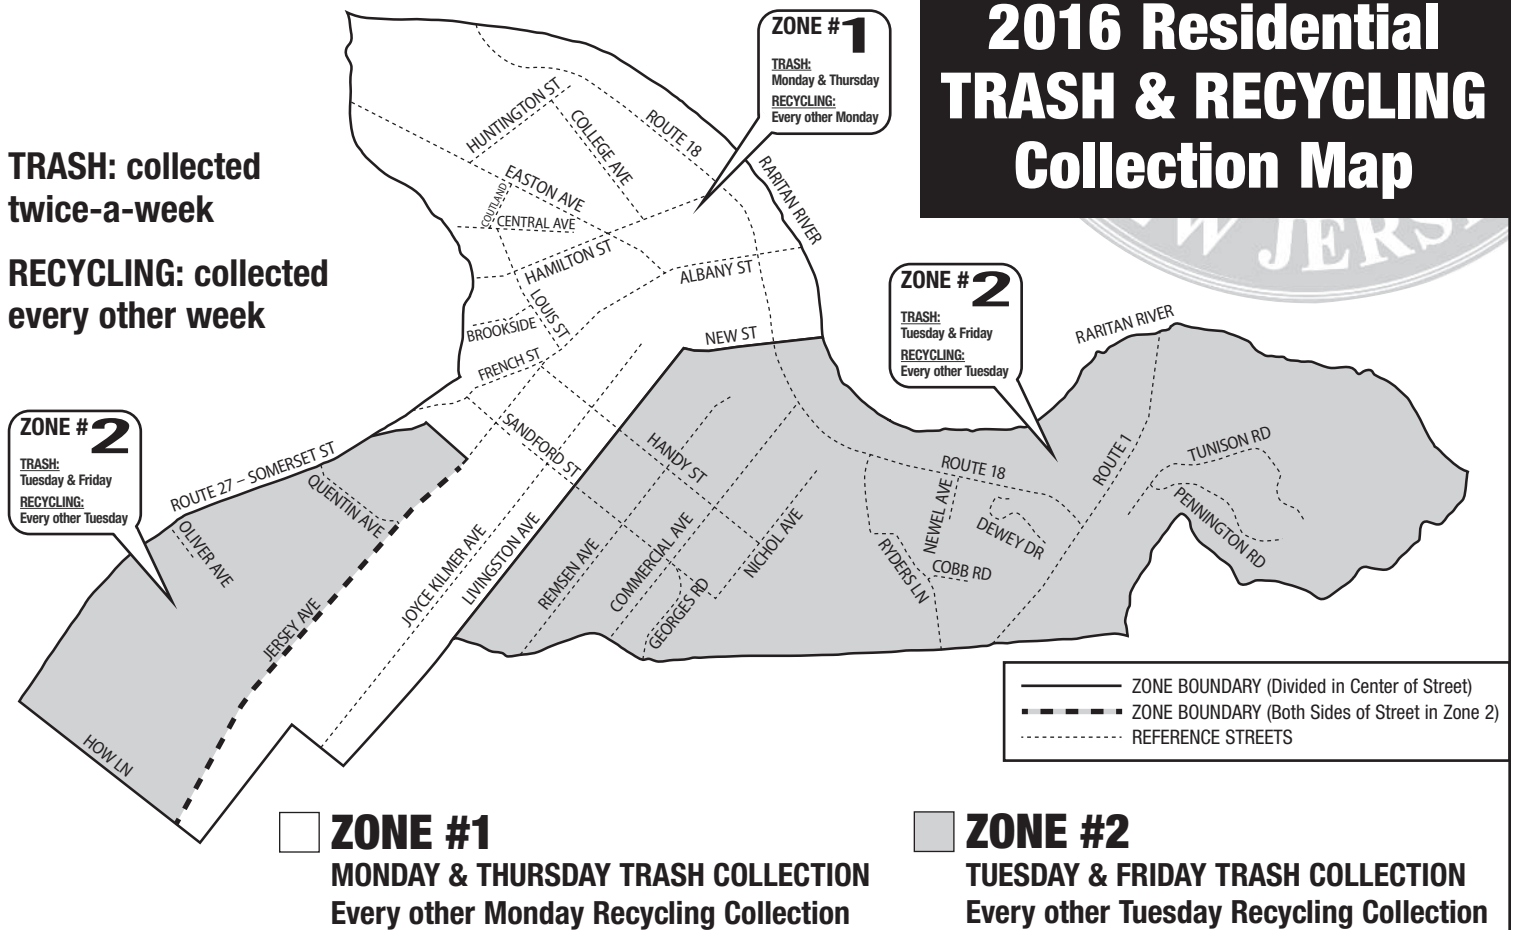 2016 Residential
TRASH & RECYCLING
Collection Map
TRASH: collected
twice-a-week
RECYCLING: collected
every other week
ZONE #1
TRASH:
Monday & Thursday
RECYCLING:
Every other Monday
ZONE #2
TRASH:
Tuesday & Friday
RECYCLING:
Every other Tuesday
ZONE #2
TRASH:
Tuesday & Friday
RECYCLING:
Every other Tuesday
W JERS
HUNTINGTON ST
COLLEGE AVE
ROUTE 18
RARITAN RIVER
EASTON AVE
COUTLAND
CENTRAL AVE
HAMILTON ST
ALBANY ST
LOUIS ST
BROOKSIDE
FRENCH ST
NEW ST
RARITAN RIVER
SANDFORD ST
HANDY ST
ROUTE 27 – SOMERSET ST
QUENTIN AVE
OLIVER AVE
JERSEY AVE
HOW LN
JOYCE KILMER AVE
LIVINGSTON AVE
REMSEN AVE
COMMERCIAL AVE
GEORGES RD
NICHOL AVE
RYDERS LN
NEWEL AVE
ROUTE 18
DEWEY DR
COBB RD
ROUTE 1
TUNISON RD
PENNINGTON RD
ZONE BOUNDARY (Divided in Center of Street)
ZONE BOUNDARY (Both Sides of Street in Zone 2)
REFERENCE STREETS
ZONE #1
MONDAY & THURSDAY TRASH COLLECTION
Every other Monday Recycling Collection
ZONE #2
TUESDAY & FRIDAY TRASH COLLECTION
Every other Tuesday Recycling Collection